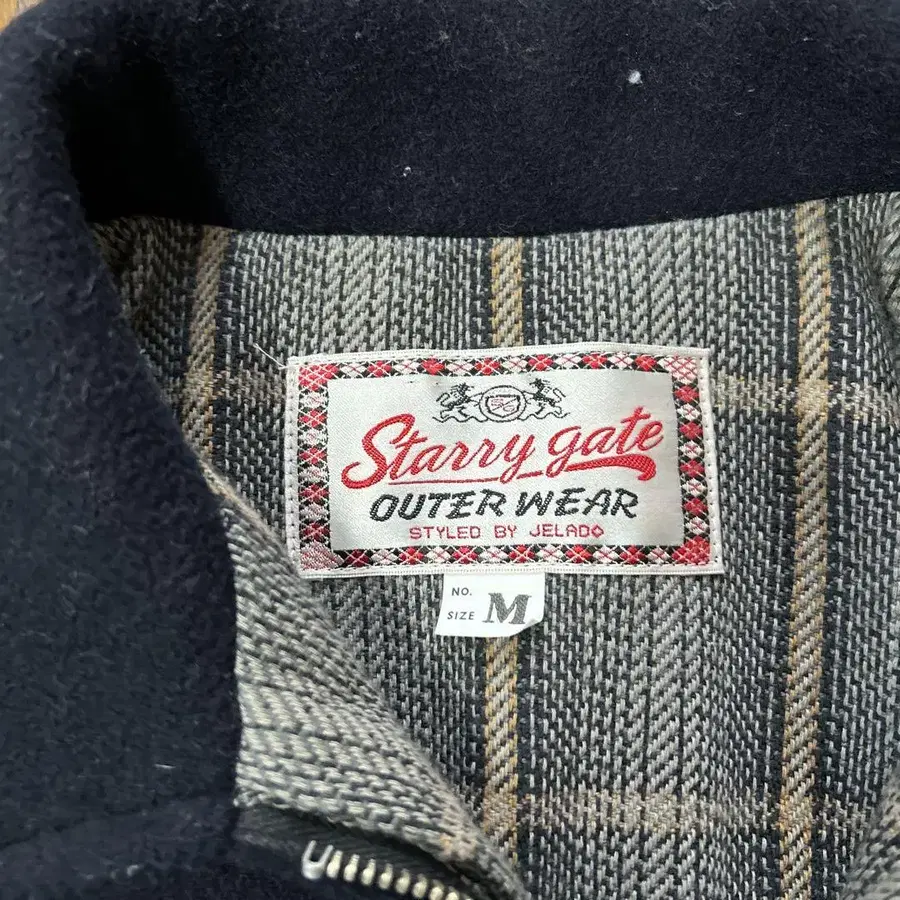 Starry gate
OUTER WEAR
STYLED BY JELADO
NO.
SIZE M